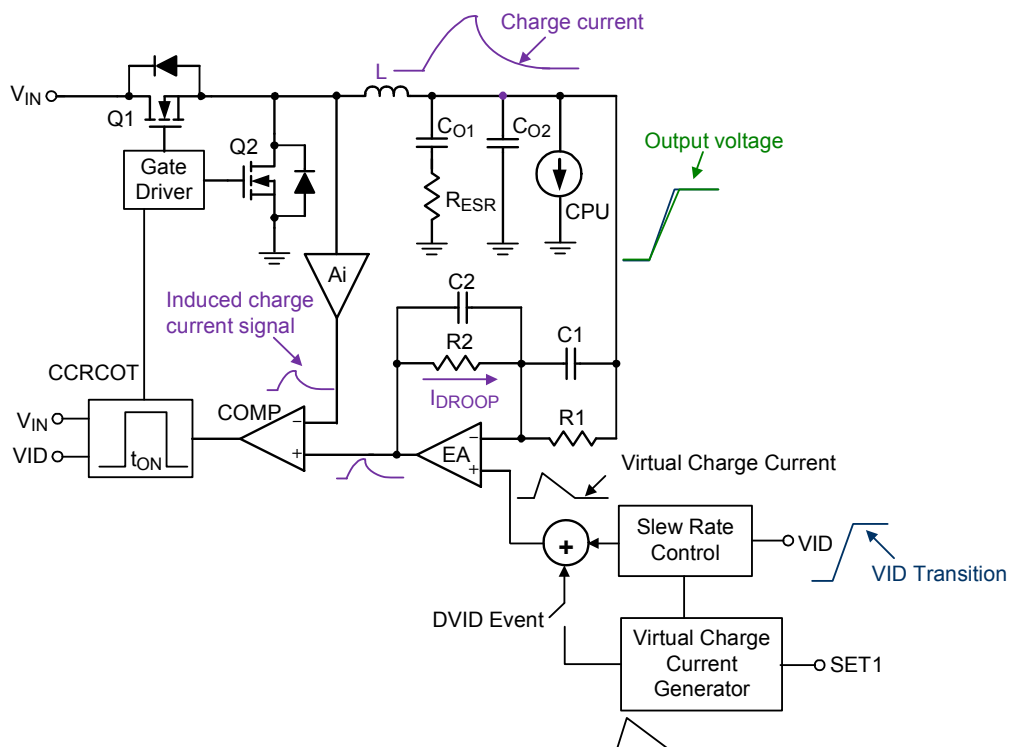 Charge current
L
VIN
Q1
Q2
CO1
CO2
Output voltage
Gate
Driver
RESR
CPU
Ai
C2
Induced charge
current signal
R2
C1
CCRCOT
IDROOP
R1
COMP
VIN
VID
tON
−
+
EA
−
+
Virtual Charge Current
+
Slew Rate
Control
VID
VID Transition
DVID Event
Virtual Charge
Current
Generator
SET1